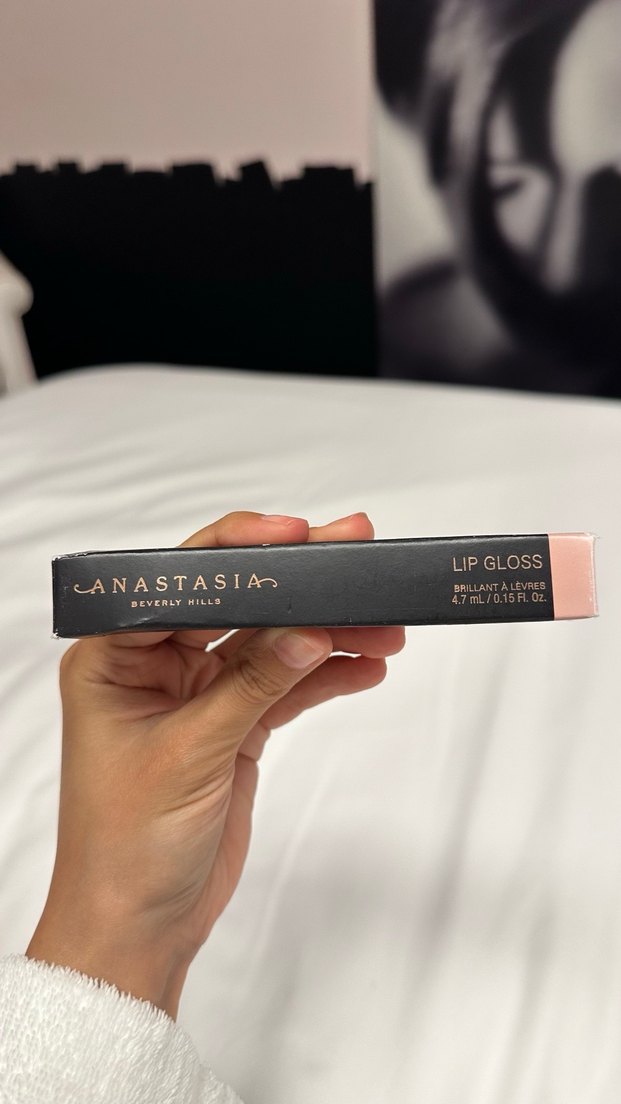 ANASTASIA
BEVERLY HILLS
LIP GLOSS
BRILLANT À LÈVRES
4.7 mL / 0.15 Fl. Oz.